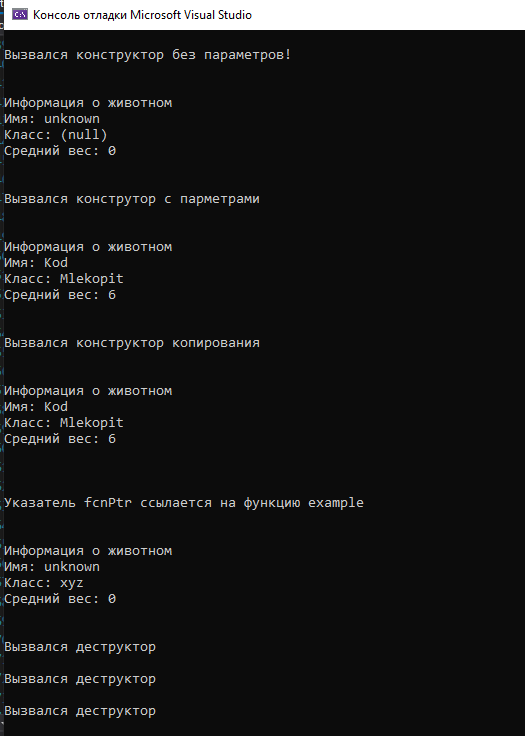 Консоль отладки Microsoft Visual Studio
Вызвался конструктор без параметров!
Информация о животном
Имя: unknown
Класс: (null)
Средний вес: 0
Вызвался конструтор с парметрами
Информация о животном
Имя: Kod
Класс: Mlekopit
Средний вес: 6
Вызвался конструктор копирования
Информация о животном
Имя: Kod
Класс: Mlekopit
Средний вес: 6
Указатель fcnPtr ссылается на функцию example
Информация о животном
Имя: unknown
Класс: xyz
Средний вес: 0
Вызвался деструктор
Вызвался деструктор
Вызвался деструктор